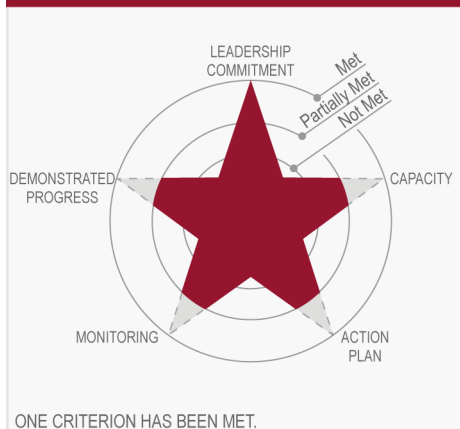 LEADERSHIP
COMMITMENT
Met
Partially Met
Not Met
DEMONSTRATED
PROGRESS
CAPACITY
MONITORING
ACTION
PLAN
ONE CRITERION HAS BEEN MET.